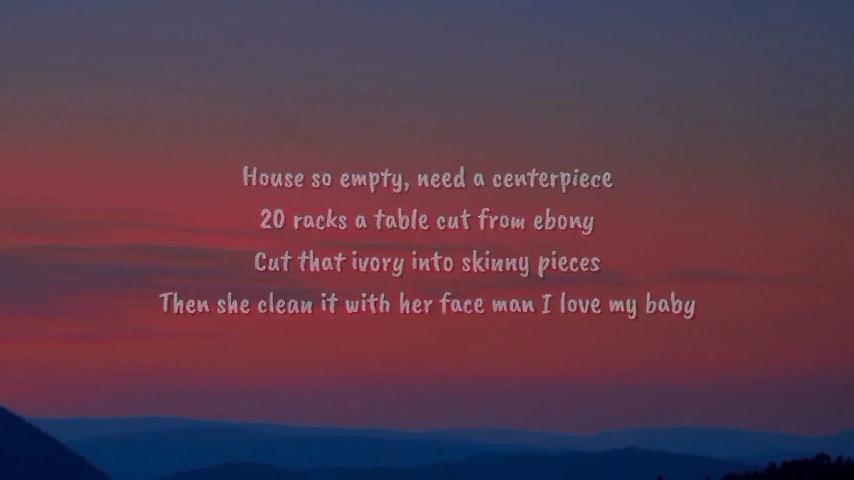 House so empty, need a centerpiece
20 racks a table cut from ebony
Cut that ivory into skinny pieces
Then she clean it with her face man I love my baby